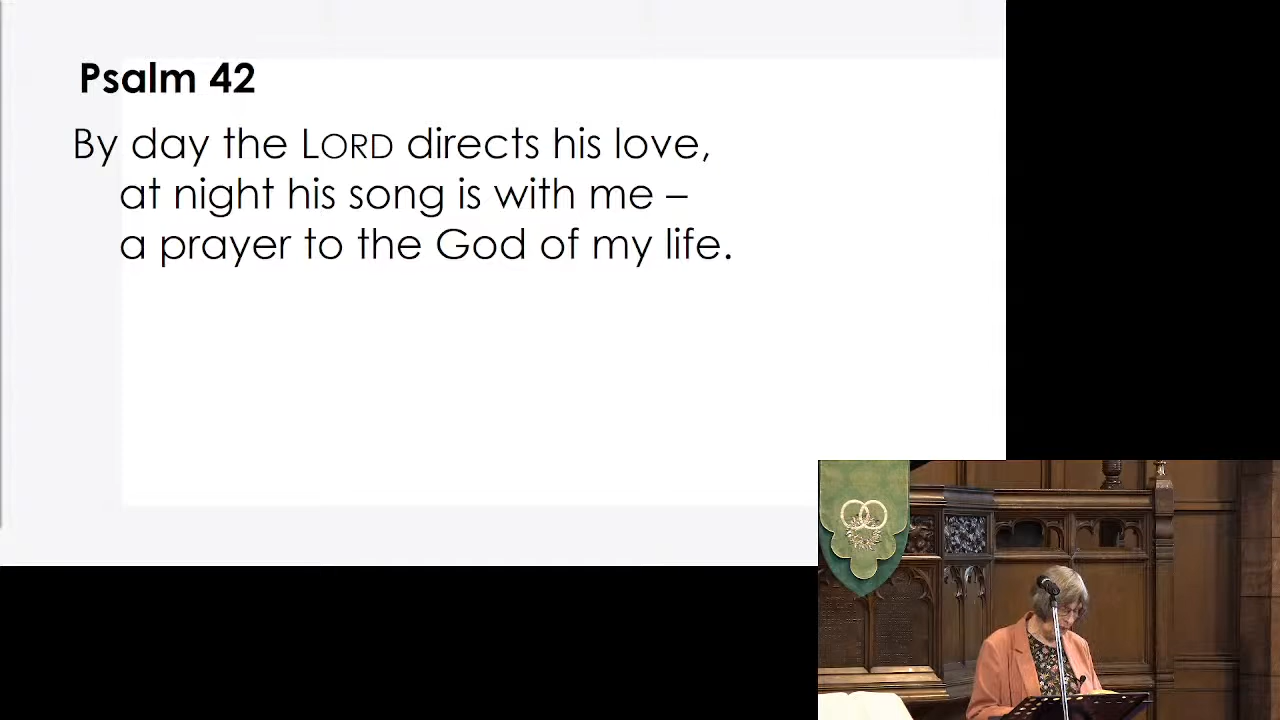 Psalm 42
By day the LORD directs his love,
at night his song is with me –
a prayer to the God of my life.